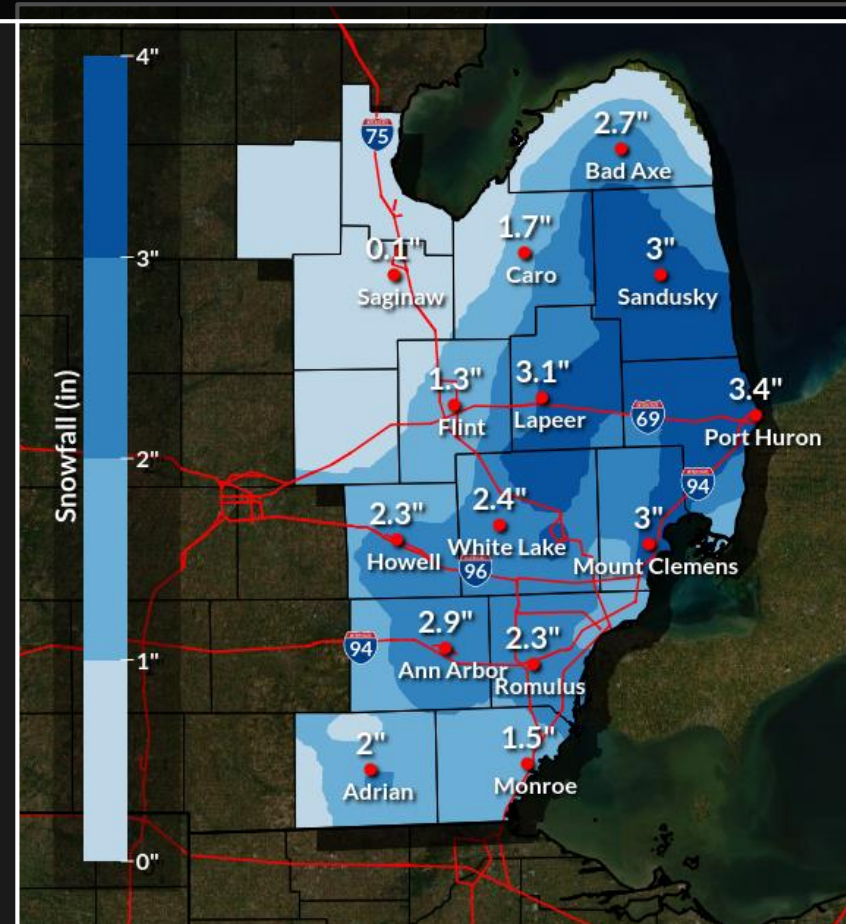 4"
3"
2"
1"
0"
Snowfall (in)
75
2.7"
Bad Axe
1.7"
Caro
0.1"
Saginaw
3"
Sandusky
1.3"
Flint
3.1"
Lapeer
69
3.4"
Port Huron
94
2.3"
Howell
2.4"
White Lake
96
3"
Mount Clemens
94
2.9"
Ann Arbor
2.3"
Romulus
2"
Adrian
1.5"
Monroe